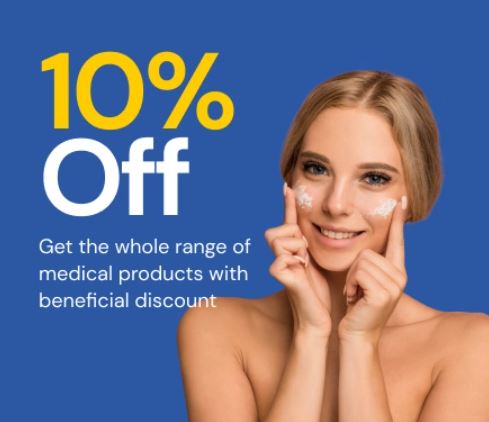 10%
Off
Get the whole range of
medical products with
beneficial discount